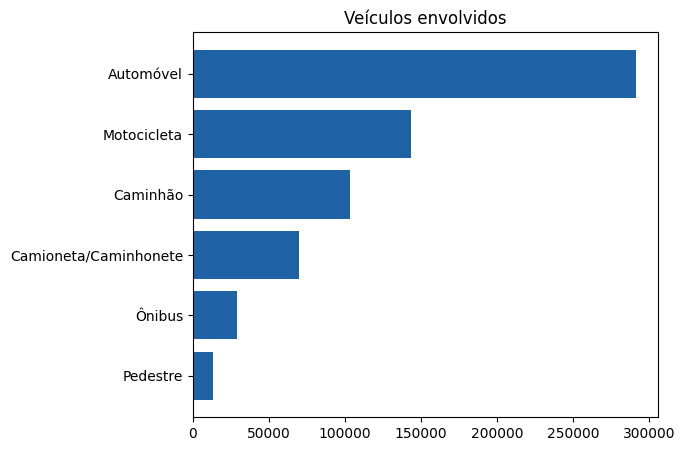 Veículos envolvidos
Automóvel
Motocicleta
Caminhão
Camioneta/Caminhonete
Ônibus
Pedestre
0 50000 100000 150000 200000 250000 300000